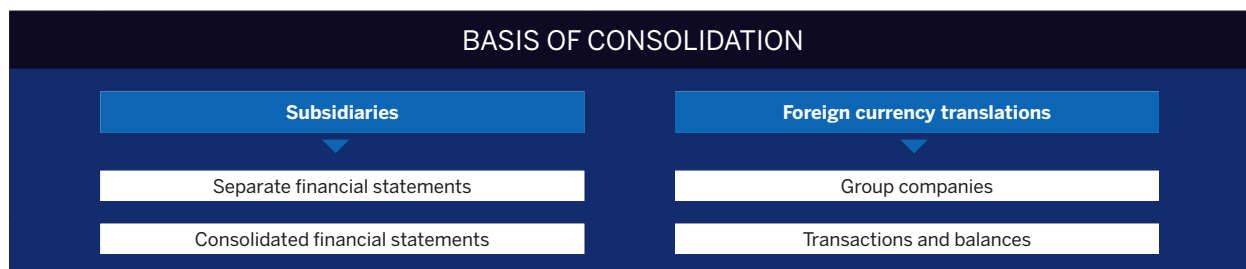 BASIS OF CONSOLIDATION
Subsidiaries
Separate financial statements
Consolidated financial statements
Foreign currency translations
Group companies
Transactions and balances